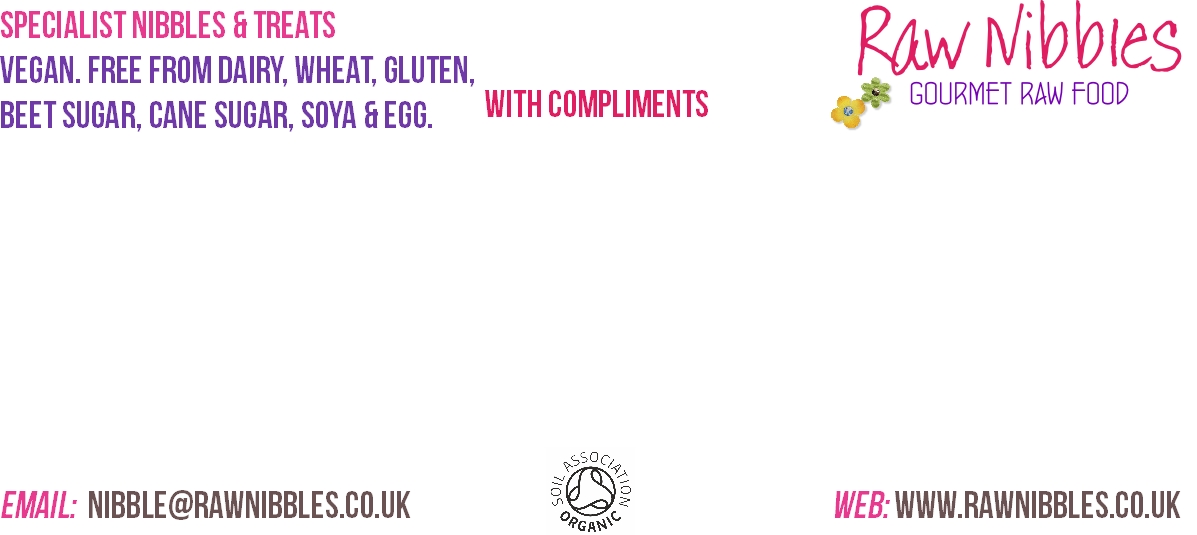 SPECIALIST NIBBLES & TREATS
VEGAN. FREE FROM DAIRY, WHEAT, GLUTEN,
BEET SUGAR, CANE SUGAR, SOYA & EGG.
WITH COMPLIMENTS
Raw Nibbles
GOURMET RAW FOOD
EMAIL: NIBBLE@RAWNIBBLES.CO.UK
SOIL ASSOCIATION
ORGANIC
WEB: WWW.RAWNIBBLES.CO.UK